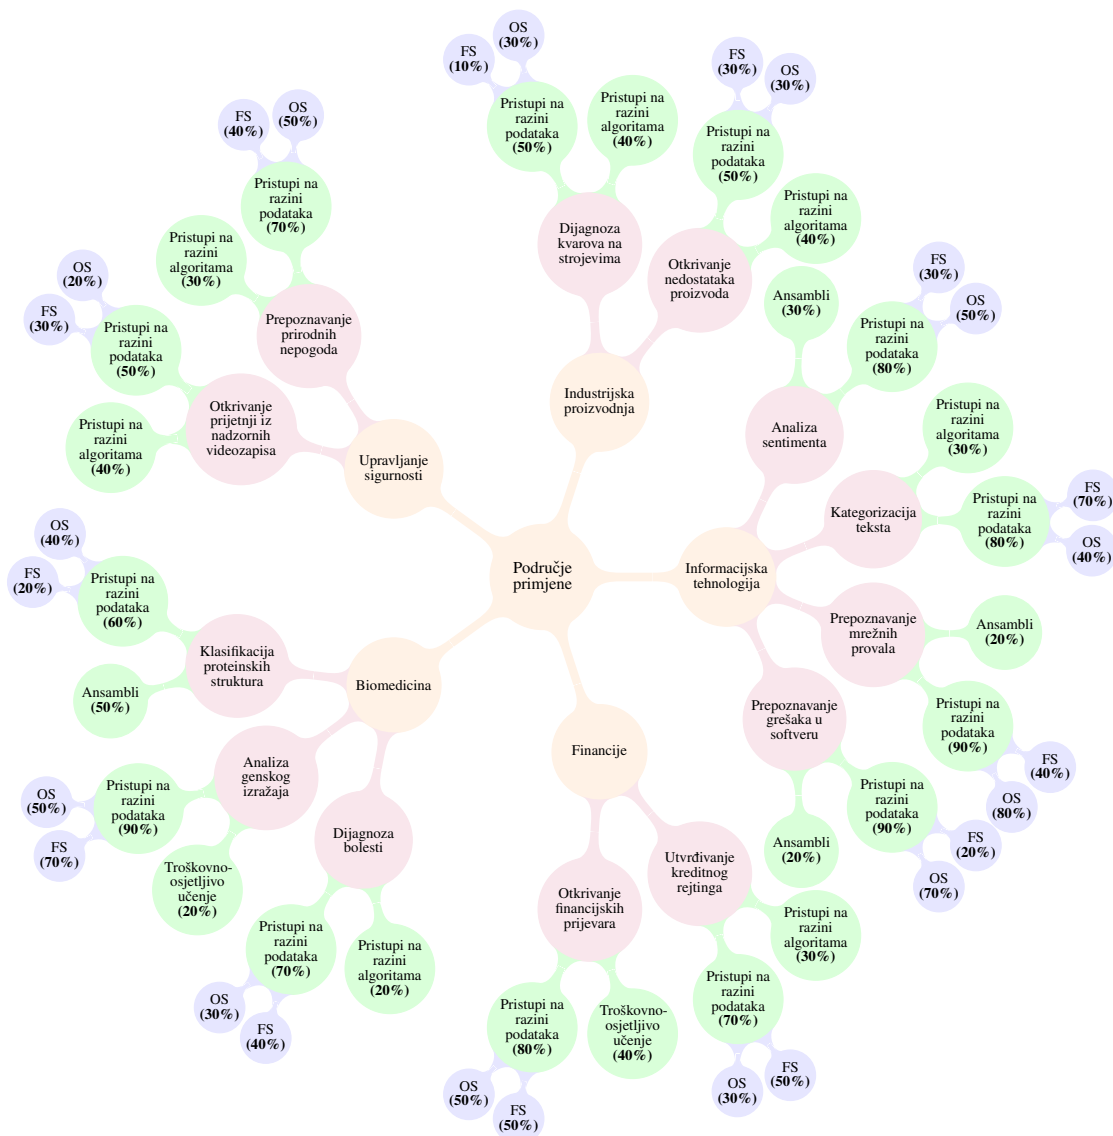 Područje
primjene
Industrijska
proizvodnja
Dijagnoza
kvarova na
strojevima
Pristupi na
razini
podataka
(50%)
FS
(10%)
OS
(30%)
Pristupi na
razini
algoritama
(40%)
Otkrivanje
nedostataka
proizvoda
Pristupi na
razini
podataka
(50%)
FS
(30%)
OS
(30%)
Pristupi na
razini
algoritama
(40%)
Informacijska
tehnologija
Analiza
sentimenta
Ansambli
(30%)
Pristupi na
razini
podataka
(80%)
FS
(30%)
OS
(50%)
Kategorizacija
teksta
Pristupi na
razini
algoritama
(30%)
Pristupi na
razini
podataka
(80%)
FS
(70%)
OS
(40%)
Prepoznavanje
mrežnih
provala
Ansambli
(20%)
Pristupi na
razini
podataka
(90%)
FS
(40%)
OS
(80%)
Prepoznavanje
grešaka u
softveru
Pristupi na
razini
podataka
(90%)
FS
(20%)
OS
(70%)
Ansambli
(20%)
Financije
Utvrđivanje
kreditnog
rejtinga
Pristupi na
razini
algoritama
(30%)
Pristupi na
razini
podataka
(70%)
FS
(50%)
OS
(30%)
Otkrivanje
financijskih
prijevara
Troškovno-
osjetljivo
učenje
(40%)
Pristupi na
razini
podataka
(80%)
FS
(50%)
OS
(50%)
Biomedicina
Dijagnoza
bolesti
Pristupi na
razini
algoritama
(20%)
Pristupi na
razini
podataka
(70%)
FS
(40%)
OS
(30%)
Analiza
genskog
izražaja
Troškovno-
osjetljivo
učenje
(20%)
Pristupi na
razini
podataka
(90%)
FS
(70%)
OS
(50%)
Klasifikacija
proteinskih
struktura
Ansambli
(50%)
Pristupi na
razini
podataka
(60%)
FS
(20%)
OS
(40%)
Upravljanje
sigurnosti
Otkrivanje
prijetnji iz
nadzornih
videozapisa
Pristupi na
razini
algoritama
(40%)
Pristupi na
razini
podataka
(50%)
FS
(30%)
OS
(20%)
Prepoznavanje
prirodnih
nepogoda
Pristupi na
razini
algoritama
(30%)
Pristupi na
razini
podataka
(70%)
FS
(40%)
OS
(50%)